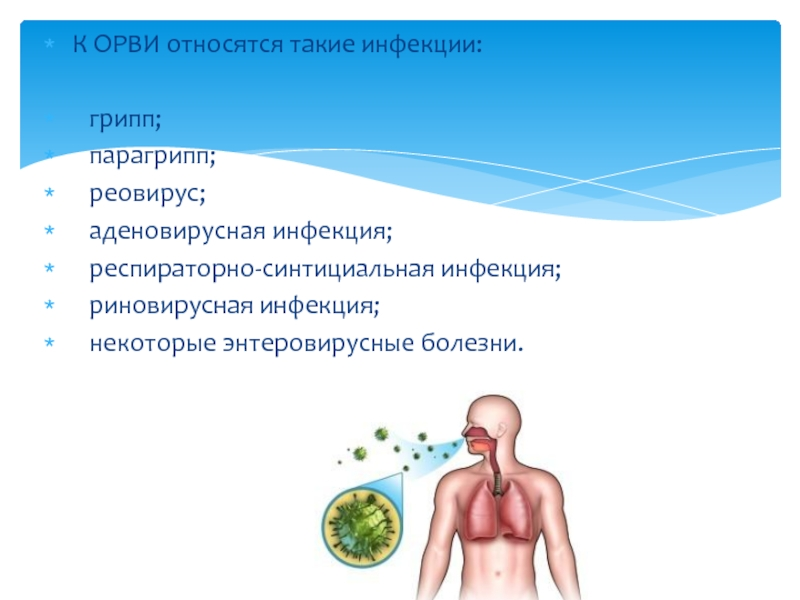 * К ОРВИ относятся такие инфекции:
* грипп;
* парагрипп;
* реовирус;
* аденовирусная инфекция;
* респираторно-синтициальная инфекция;
* риновирусная инфекция;
* некоторые энтеровирусные болезни.